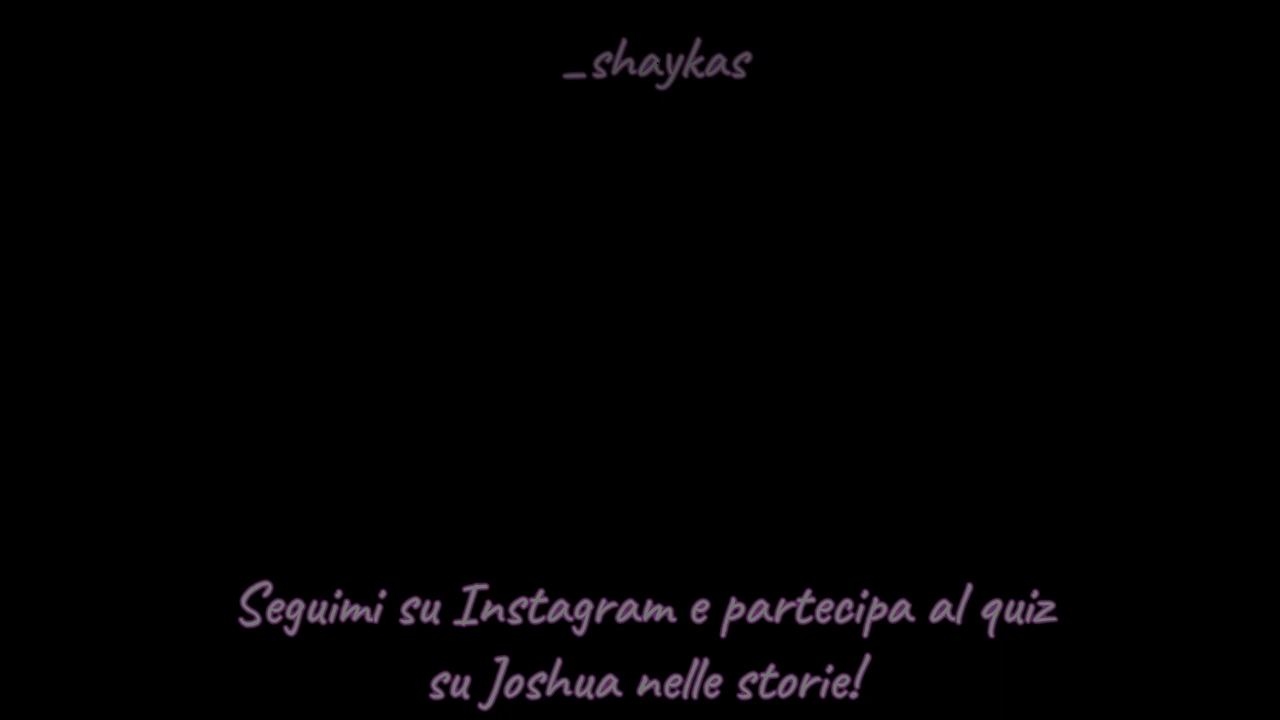 _shaykas
Seguimi su Instagram e partecipa al quiz
su Joshua nelle storie!